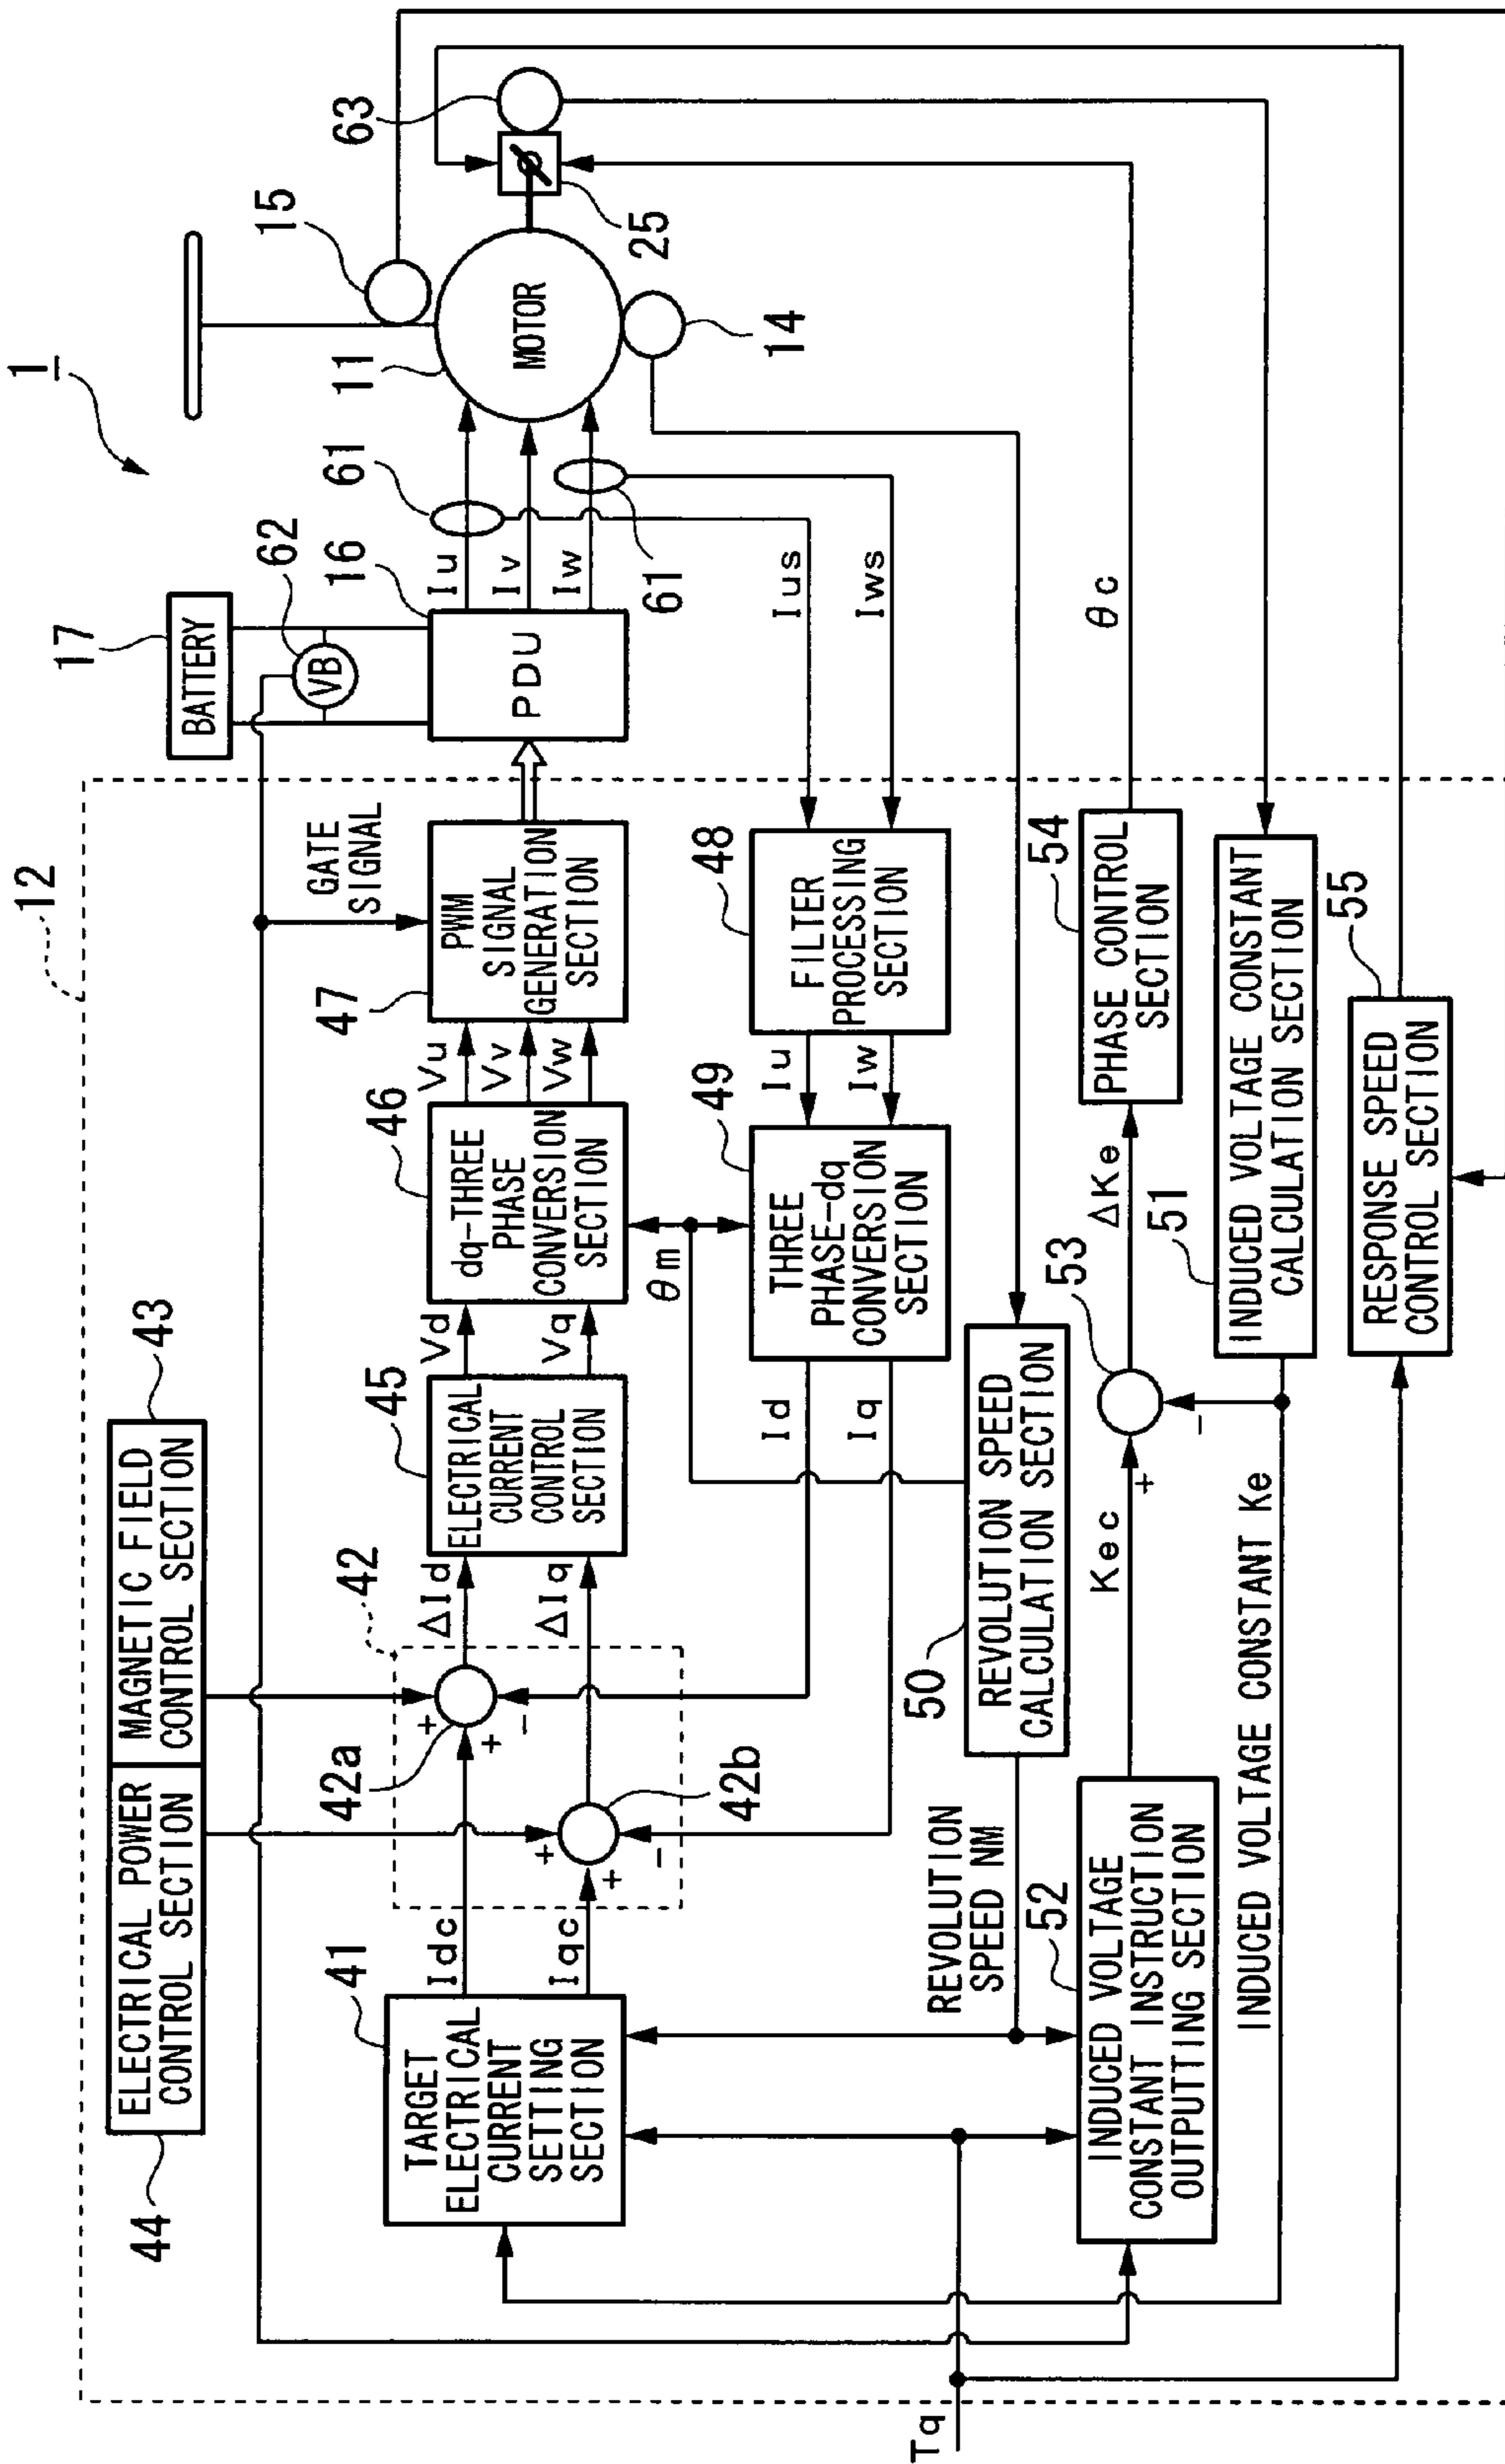 1
12
44
ELECTRICAL POWER
CONTROL SECTION
43
MAGNETIC FIELD
CONTROL SECTION
17
BATTERY
62
VB
15
63
41
TARGET
ELECTRICAL
CURRENT
SETTING
SECTION
Idc
Iqc
42
42a
42b
+
+
-
+
+
-
ΔId
ΔIq
45
ELECTRICAL
CURRENT
CONTROL
SECTION
Vd
Vq
46
dq-THREE
PHASE
CONVERSION
SECTION
Vu
Vv
Vw
GATE
SIGNAL
47
PWM
SIGNAL
GENERATION
SECTION
16
PDU
Iu
Iv
Iw
61
61
11
MOTOR
14
25
θm
49
THREE
PHASE-dq
CONVERSION
SECTION
Id
Iq
48
FILTER
PROCESSING
SECTION
Iu
Iw
Ius
Iws
50
REVOLUTION SPEED
CALCULATION SECTION
REVOLUTION
SPEED NM
52
INDUCED VOLTAGE
CONSTANT INSTRUCTION
OUTPUTING SECTION
Kec
+
-
53
ΔKe
54
PHASE CONTROL
SECTION
θc
INDUCED VOLTAGE CONSTANT Ke
51
INDUCED VOLTAGE CONSTANT
CALCULATION SECTION
55
RESPONSE SPEED
CONTROL SECTION
Tq